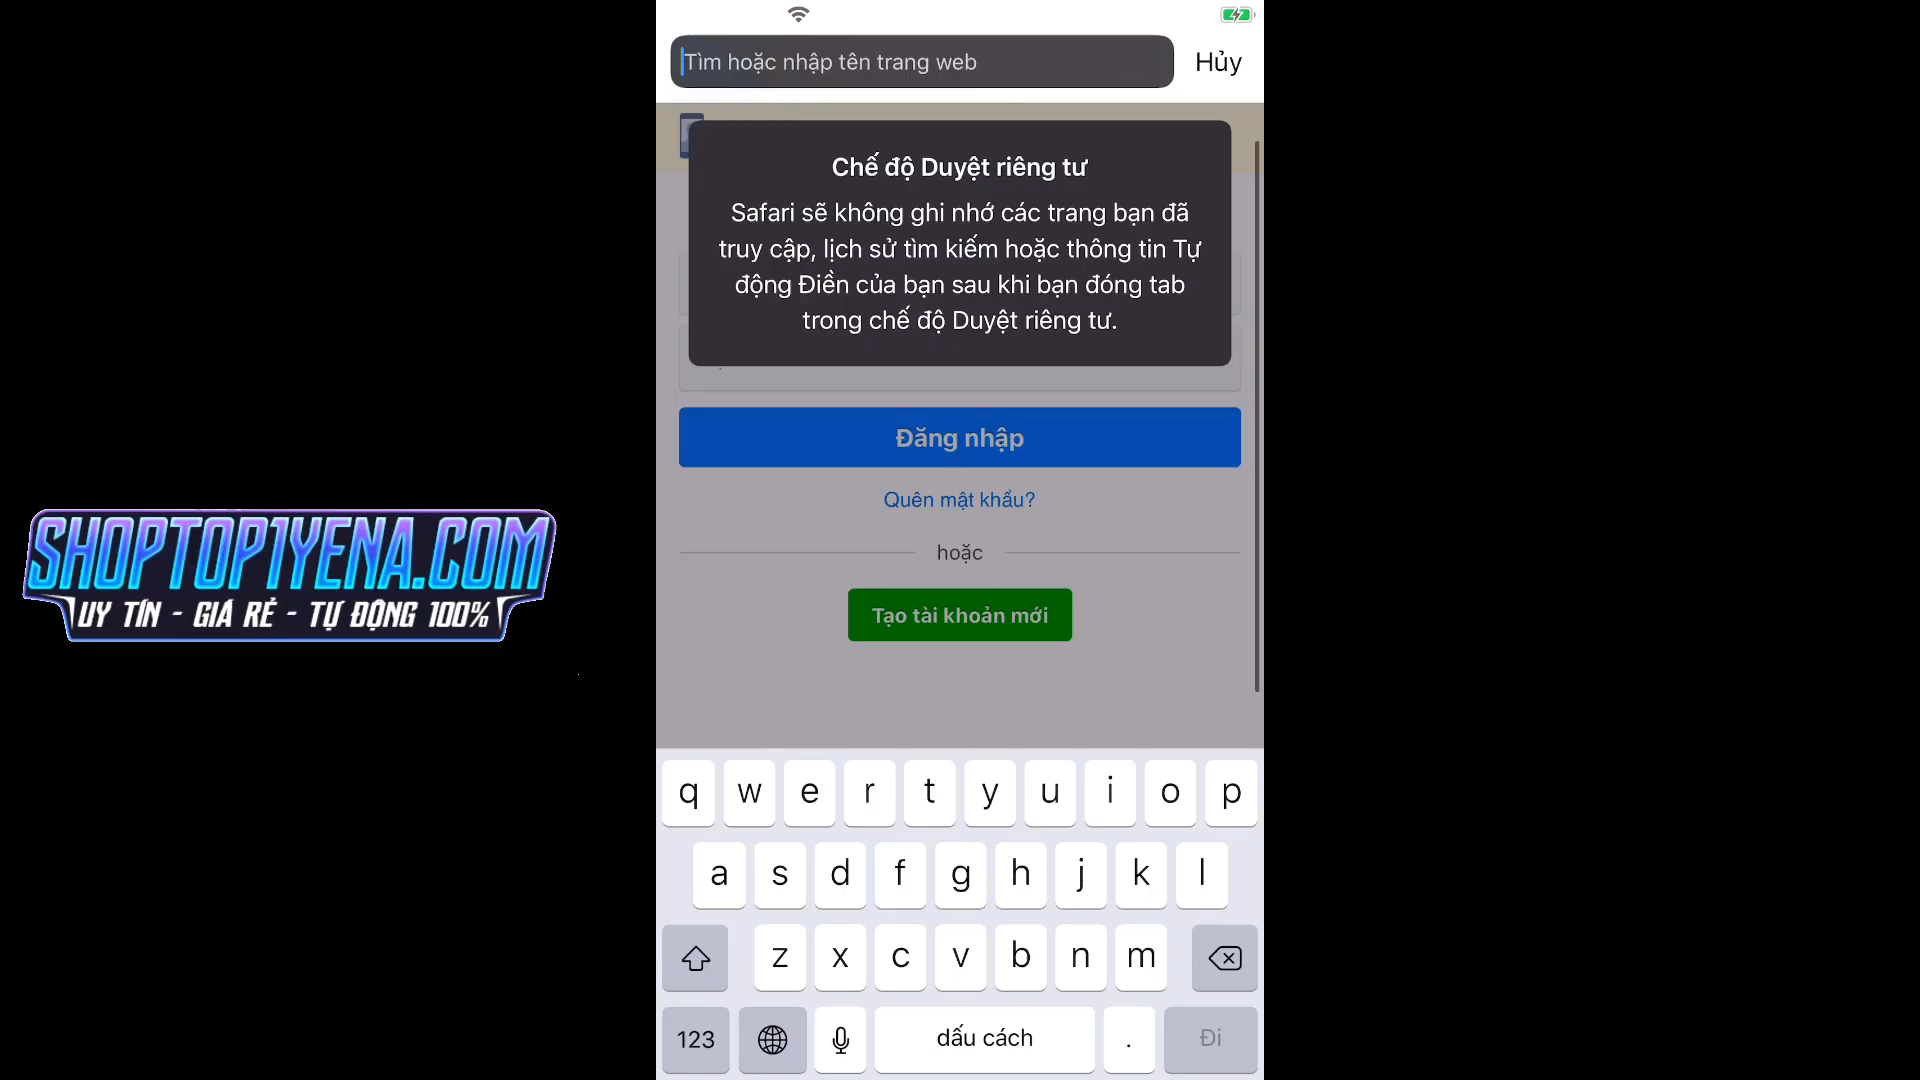 Tìm hoặc nhập tên trang web
Hủy
Chế độ Duyệt riêng tư
Safari sẽ không ghi nhớ các trang bạn đã
truy cập, lịch sử tìm kiếm hoặc thông tin Tự
động Điền của bạn sau khi bạn đóng tab
trong chế độ Duyệt riêng tư.
Đăng nhập
Quên mật khẩu?
hoặc
Tạo tài khoản mới
SHOPTOP1YENA.COM
UY TÍN - GIÁ RẺ - TỰ ĐỘNG 100%
q w e r t y u i o p
a s d f g h j k l
z x c v b n m
123 dấu cách . Đi